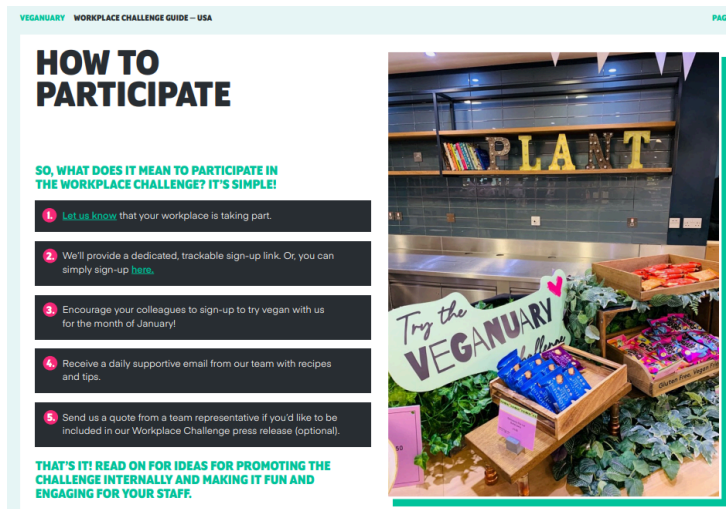 VEGANUARY WORKPLACE CHALLENGE GUIDE – USA
HOW TO
PARTICIPATE
SO, WHAT DOES IT MEAN TO PARTICIPATE IN
THE WORKPLACE CHALLENGE? IT'S SIMPLE!
1. Let us know that your workplace is taking part.
2. We'll provide a dedicated, trackable sign-up link. Or, you can
simply sign-up here.
3. Encourage your colleagues to sign-up to try vegan with us
for the month of January!
4. Receive a daily supportive email from our team with recipes
and tips.
5. Send us a quote from a team representative if you'd like to be
included in our Workplace Challenge press release (optional).
THAT'S IT! READ ON FOR IDEAS FOR PROMOTING THE
CHALLENGE INTERNALLY AND MAKING IT FUN AND
ENGAGING FOR YOUR STAFF.
PLANT
Try the
VEGANUARY
challenge
Gluten Free, Vegan